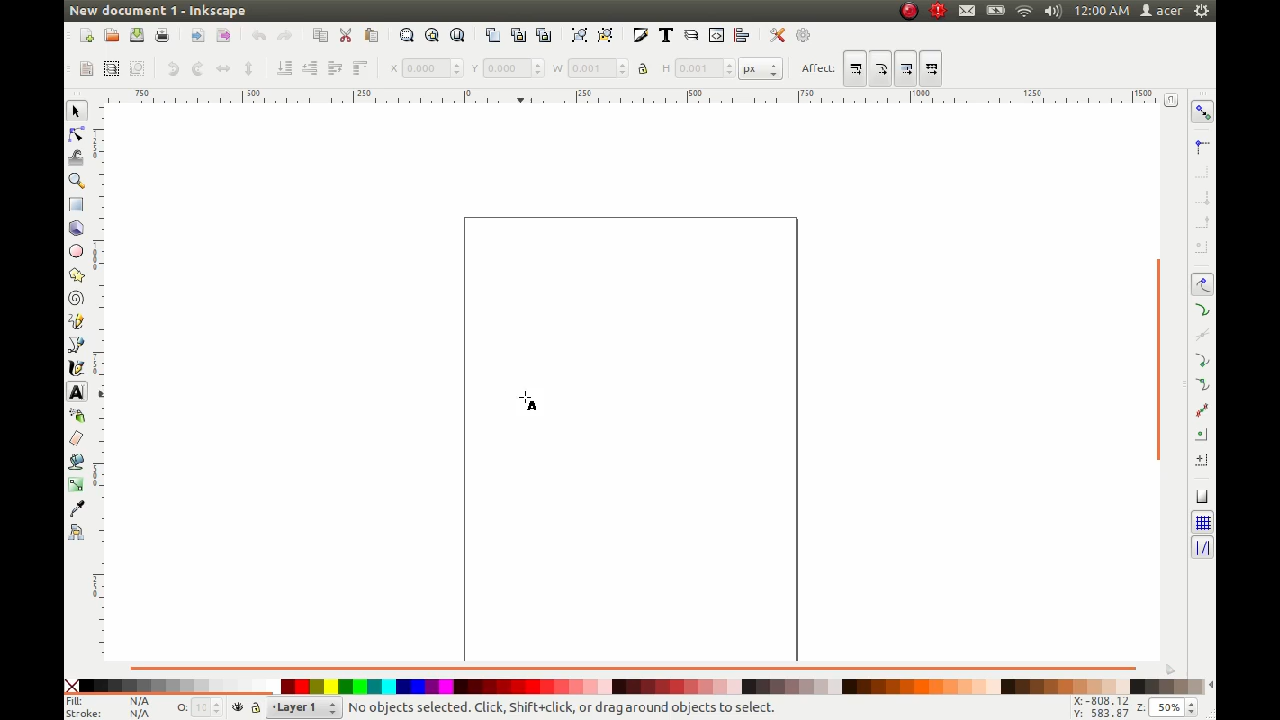 New document 1 - Inkscape
12:00 AM acer
X 0.000 Y 0.000 W 0.001 H 0.001 px Affect:
750 500 250 0 250 500 750 1000 1250 1500
A
Fill: N/A
Stroke: N/A
O: 10
Layer 1
No objects selected. Click, Shift+click, or drag around objects to select.
X: -808.12
Y: 583.87
Z: 50%